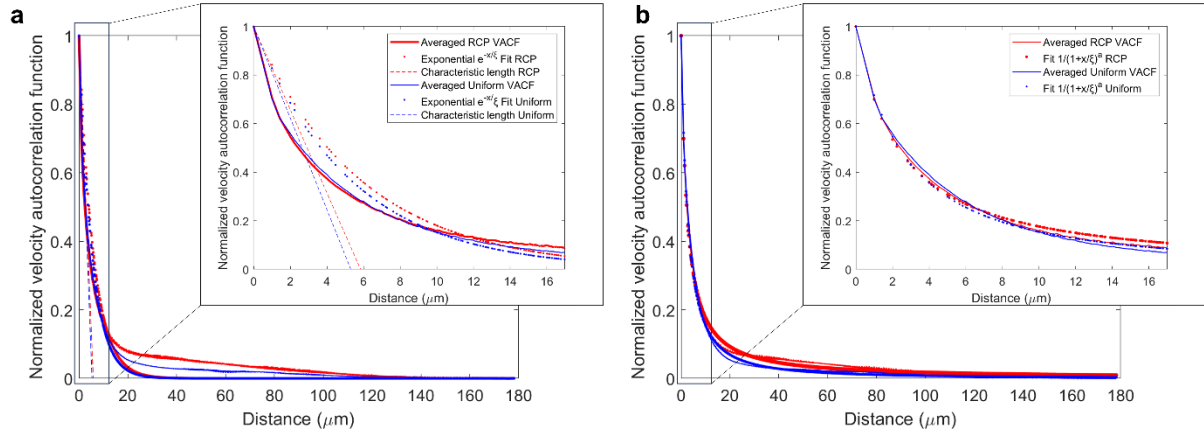 a
Normalized velocity autocorrelation function
1
0.8
0.6
0.4
0.2
0
0 20 40 60 80 100 120 140 160 180
Distance (μm)
Normalized velocity autocorrelation function
1
0.8
0.6
0.4
0.2
0
0 2 4 6 8 10 12 14 16
Distance (μm)
Averaged RCP VACF
Exponential e^-x/ξ Fit RCP
Characteristic length RCP
Averaged Uniform VACF
Exponential e^-x/ξ Fit Uniform
Characteristic length Uniform
b
Normalized velocity autocorrelation function
1
0.8
0.6
0.4
0.2
0
0 20 40 60 80 100 120 140 160 180
Distance (μm)
Normalized velocity autocorrelation function
1
0.8
0.6
0.4
0.2
0
0 2 4 6 8 10 12 14 16
Distance (μm)
Averaged RCP VACF
Fit 1/(1+x/ξ)^a RCP
Averaged Uniform VACF
Fit 1/(1+x/ξ)^a Uniform